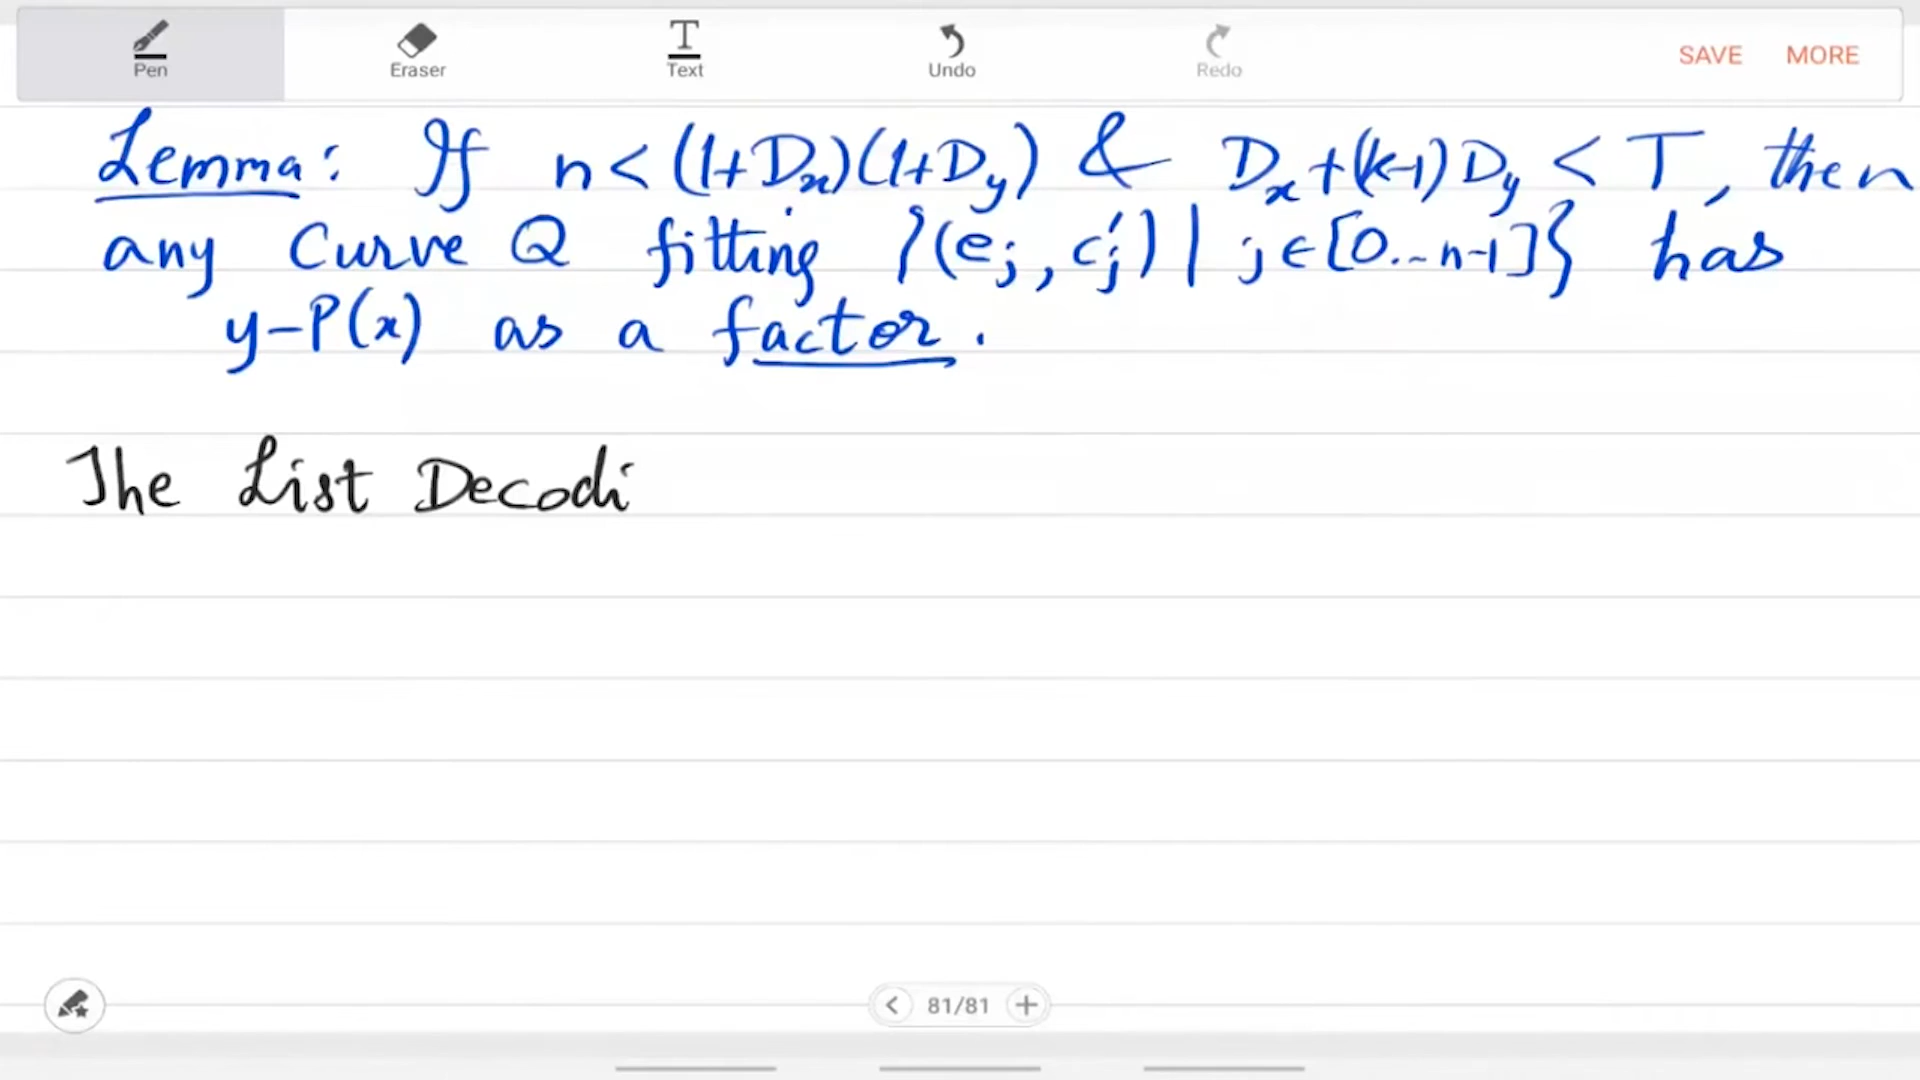 Pen Eraser Text Undo Redo SAVE MORE
Lemma: If n < (1+Dx)(1+Dy) & Dx+(k-1)Dy < T, then
any Curve Q fitting {(ej, c'j) | j∈[0..n-1]} has
y-P(x) as a factor.
The List Decodi
81/81